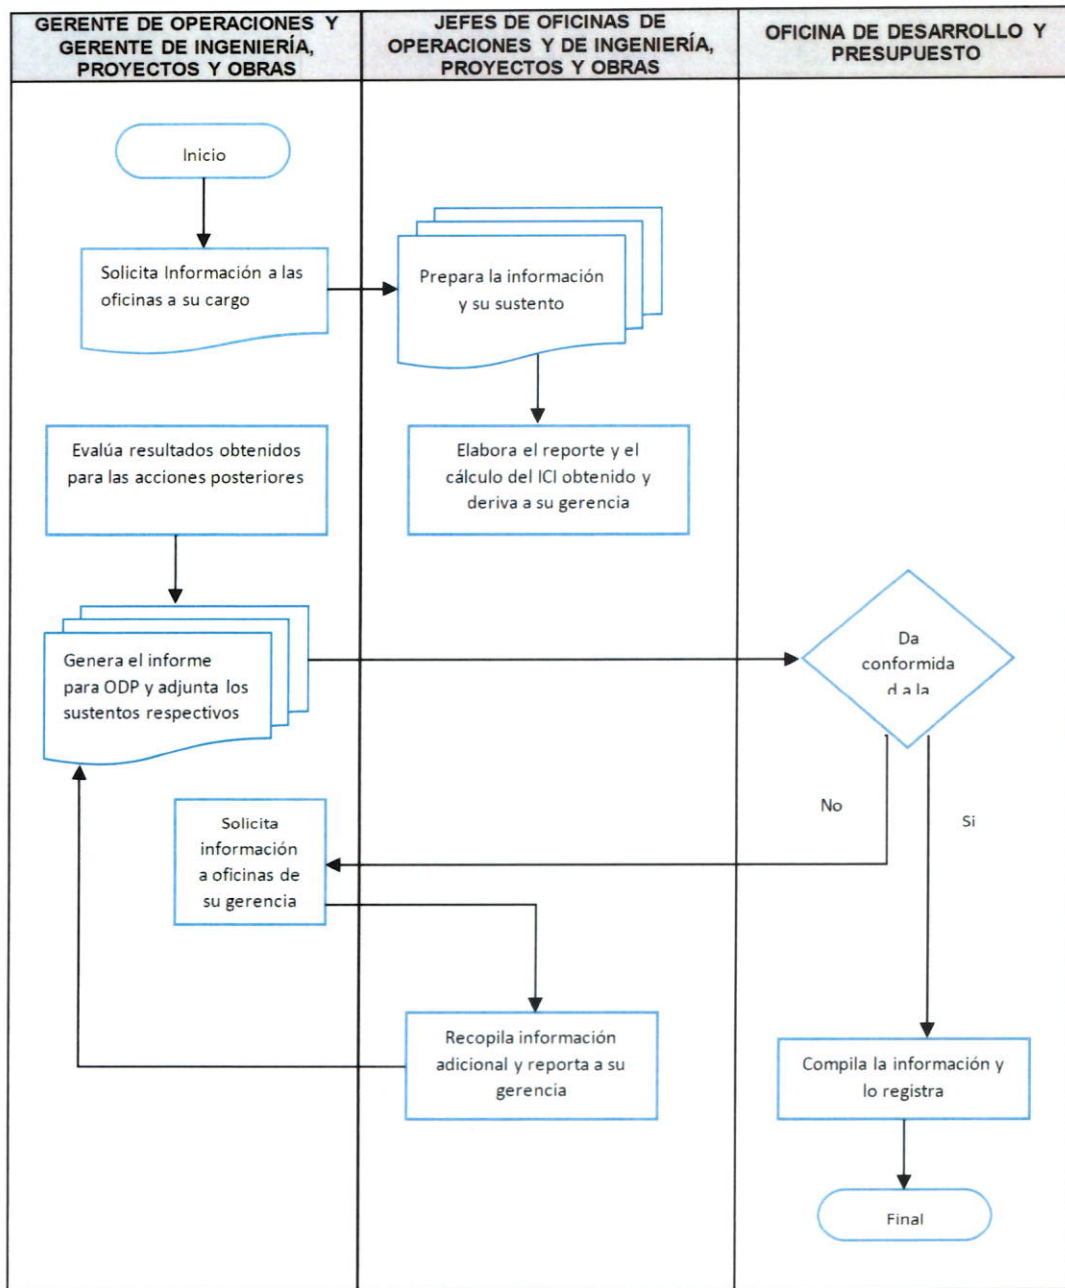 GERENTE DE OPERACIONES Y
GERENTE DE INGENIERÍA,
PROYECTOS Y OBRAS
JEFES DE OFICINAS DE
OPERACIONES Y DE INGENIERÍA,
PROYECTOS Y OBRAS
OFICINA DE DESARROLLO Y
PRESUPUESTO
Inicio
Solicita Información a las
oficinas a su cargo
Prepara la información
y su sustento
Evalúa resultados obtenidos
para las acciones posteriores
Elabora el reporte y el
cálculo del ICI obtenido y
deriva a su gerencia
Genera el informe
para ODP y adjunta los
sustentos respectivos
Da
conformida
d a la
No
Si
Solicita
información
a oficinas de
su gerencia
Recopila información
adicional y reporta a su
gerencia
Compila la información y
lo registra
Final